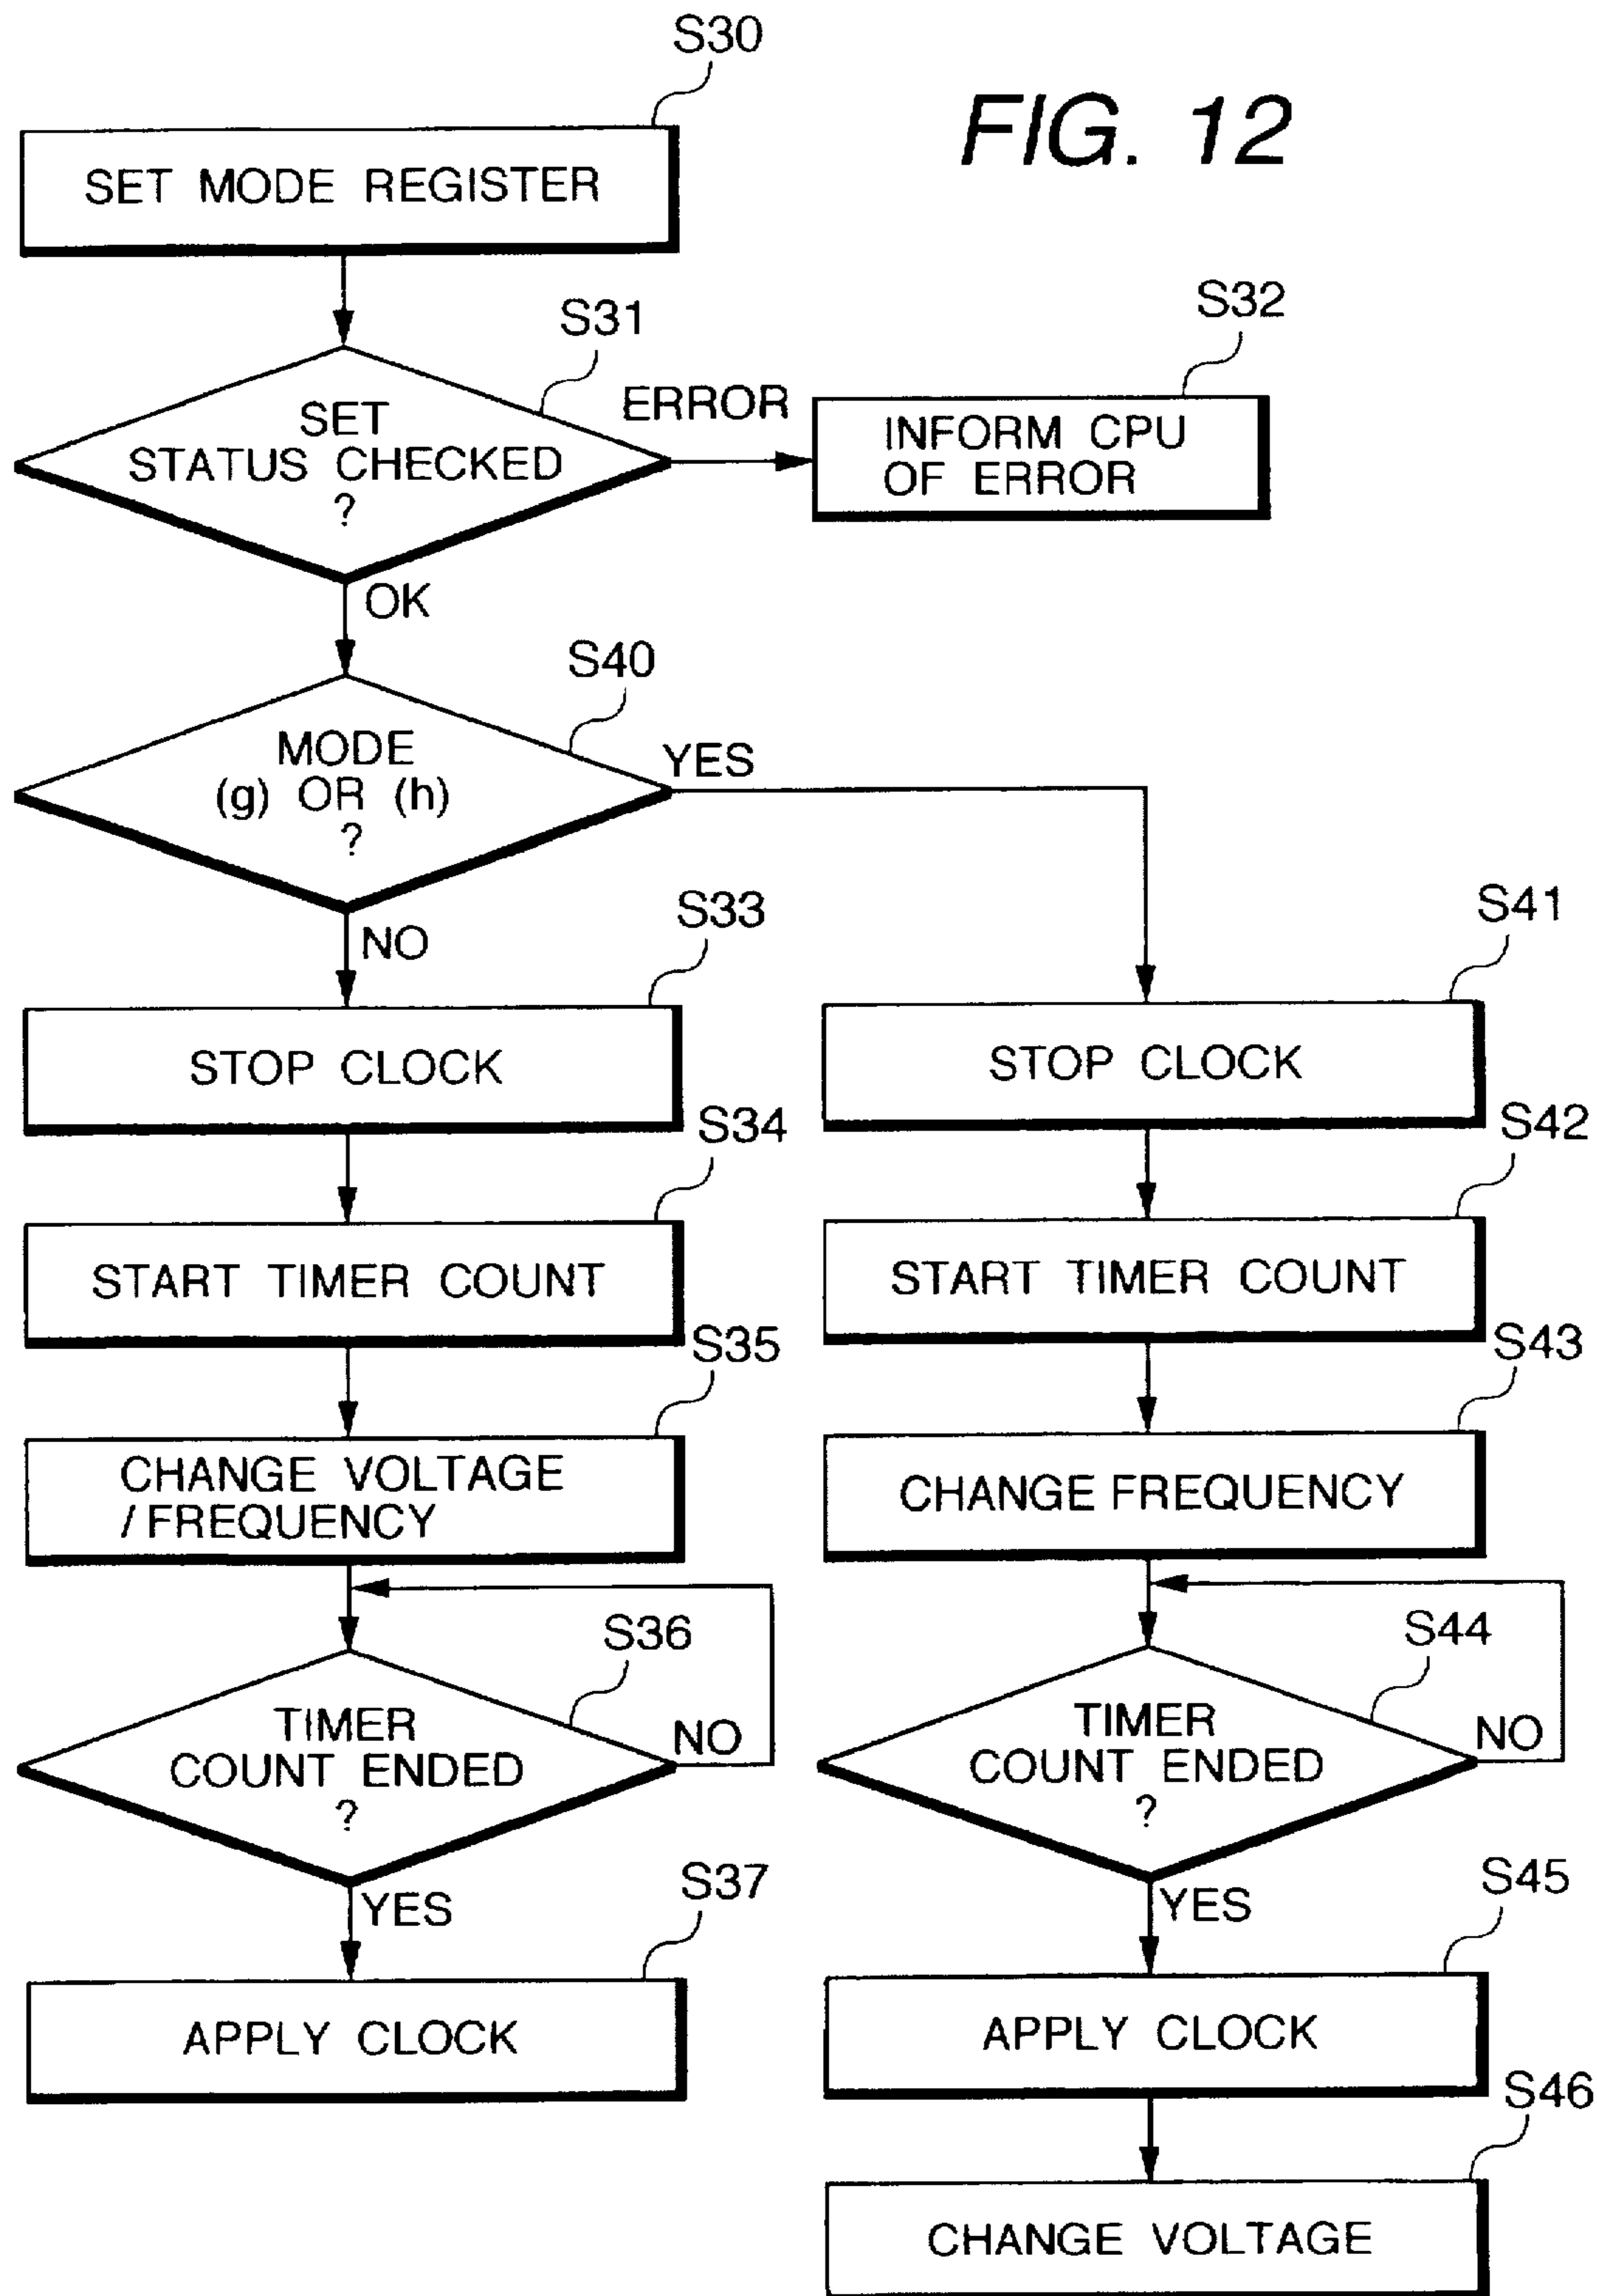 FIG. 12
S30
SET MODE REGISTER
S31
SET
STATUS CHECKED
?
ERROR
S32
INFORM CPU
OF ERROR
OK
S40
MODE
(g) OR (h)
?
YES
NO
S33
STOP CLOCK
S34
START TIMER COUNT
S35
CHANGE VOLTAGE
/FREQUENCY
S36
TIMER
COUNT ENDED
?
NO
YES
S37
APPLY CLOCK
S41
STOP CLOCK
S42
START TIMER COUNT
S43
CHANGE FREQUENCY
S44
TIMER
COUNT ENDED
?
NO
YES
S45
APPLY CLOCK
S46
CHANGE VOLTAGE